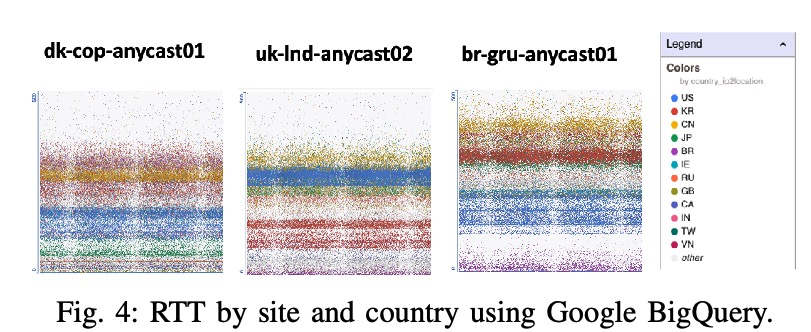 dk-cop-anycast01
uk-lnd-anycast02
br-gru-anycast01
Legend
Colors
by country_ip2location
US
KR
CN
JP
BR
IE
RU
GB
CA
IN
TW
VN
other
Fig. 4: RTT by site and country using Google BigQuery.